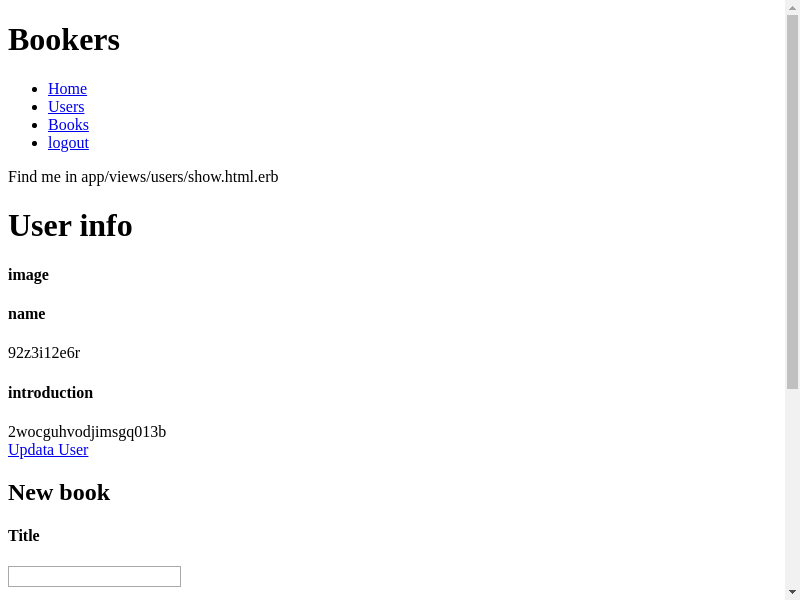 Bookers
Home
Users
Books
logout
Find me in app/views/users/show.html.erb
User info
image
name
92z3i12e6r
introduction
2wocguhvodjimsgq013b
Updata User
New book
Title